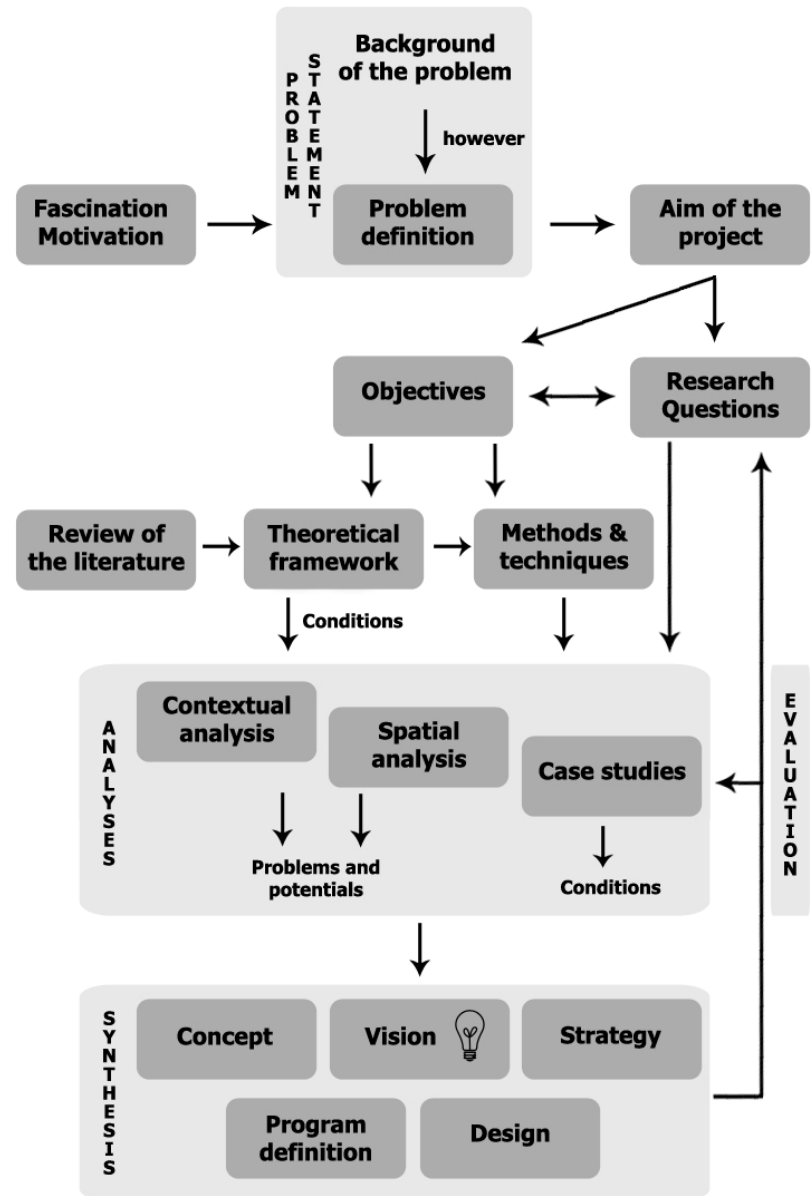 PROBLEM
STATEMENT
Background
of the problem
however
Fascination
Motivation
Problem
definition
Aim of the
project
Objectives
Research
Questions
Review of
the literature
Theoretical
framework
Methods &
techniques
Conditions
ANALYSES
Contextual
analysis
Spatial
analysis
Case studies
Problems and
potentials
Conditions
EVALUATION
SYNTHESIS
Concept
Vision
Strategy
Program
definition
Design